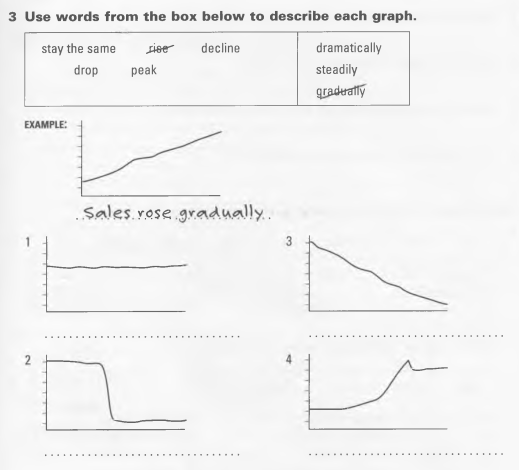 3 Use words from the box below to describe each graph.
stay the same rise decline
drop peak
dramatically
steadily
gradually
EXAMPLE:
Sales rose gradually.
1
3
2
4